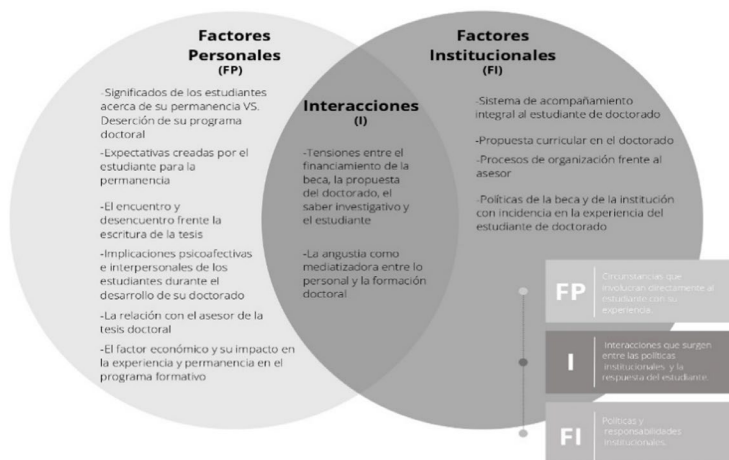 Factores
Personales
(FP)
-Significados de los estudiantes
acerca de su permanencia VS.
Deserción de su programa
doctoral
-Expectativas creadas por el
estudiante para la
permanencia
-El encuentro y
desencuentro frente la
escritura de la tesis
-Implicaciones psicoafectivas
e interpersonales de los
estudiantes durante el
desarrollo de su doctorado
-La relación con el asesor de la
tesis doctoral
-El factor económico y su impacto en
la experiencia y permanencia en el
programa formativo
Interacciones
(I)
-Tensiones entre el
financiamiento de la
beca, la propuesta
del doctorado, el
saber investigativo y
el estudiante
-La angustia como
mediatizadora entre lo
personal y la formación
doctoral
Factores
Institucionales
(FI)
-Sistema de acompañamiento
integral al estudiante de doctorado
-Propuesta curricular en el doctorado
-Procesos de organización frente al
asesor
-Políticas de la beca y de la institución
con incidencia en la experiencia del
estudiante de doctorado
FP
Circunstancias que
involucran directamente al
estudiante con su
experiencia.
I
Interacciones que surgen
entre las políticas
institucionales y la
respuesta del estudiante.
FI
Políticas y
responsabilidades
institucionales.